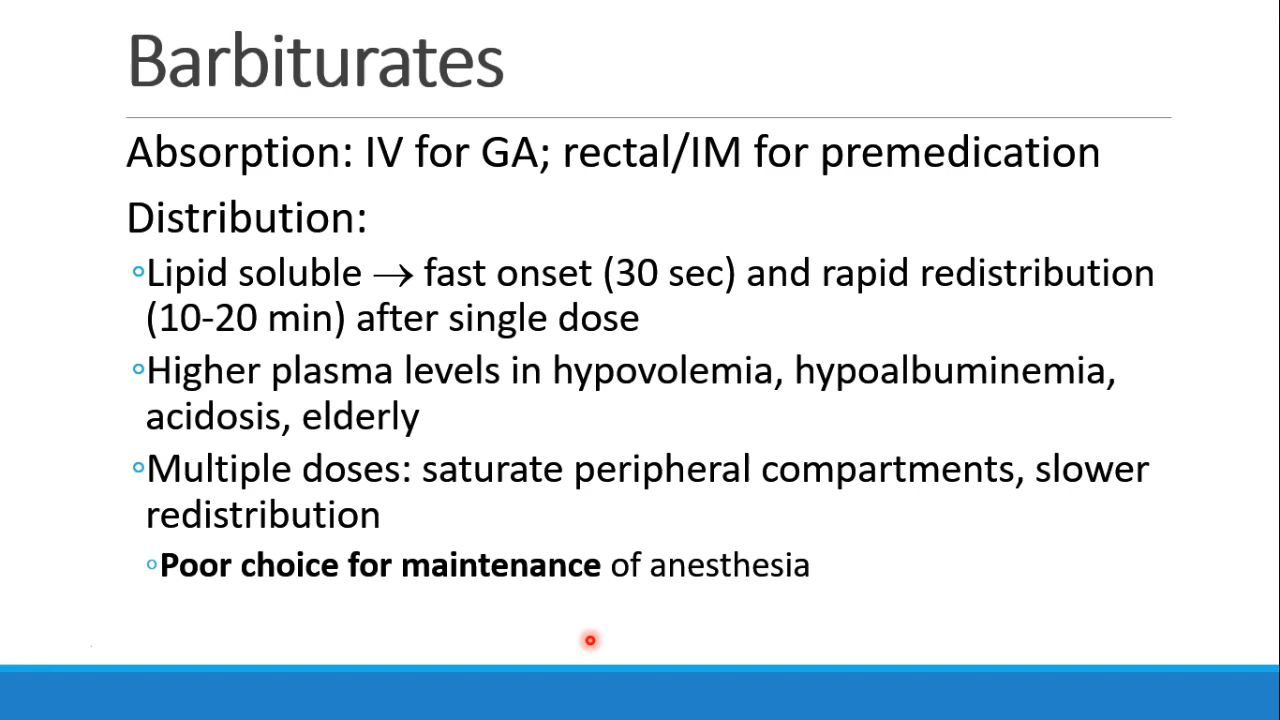 Barbiturates
Absorption: IV for GA; rectal/IM for premedication
Distribution:
◦Lipid soluble → fast onset (30 sec) and rapid redistribution
(10-20 min) after single dose
◦Higher plasma levels in hypovolemia, hypoalbuminemia,
acidosis, elderly
◦Multiple doses: saturate peripheral compartments, slower
redistribution
◦Poor choice for maintenance of anesthesia